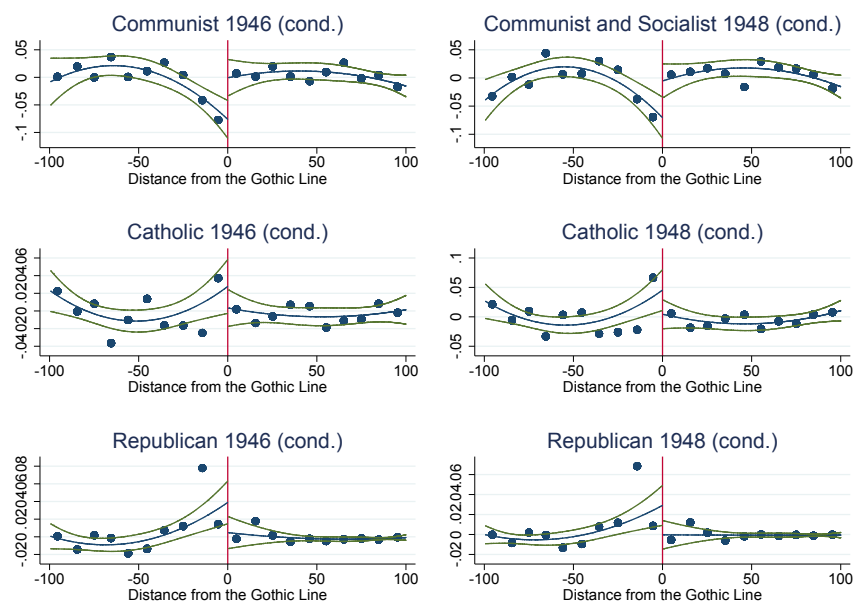 Communist 1946 (cond.)
.05
0
-.05
-.1
-100 -50 0 50 100
Distance from the Gothic Line
Communist and Socialist 1948 (cond.)
.05
0
-.05
-.1
-100 -50 0 50 100
Distance from the Gothic Line
Catholic 1946 (cond.)
-100 -50 0 50 100
Distance from the Gothic Line
Catholic 1948 (cond.)
.1
.05
0
-.05
-100 -50 0 50 100
Distance from the Gothic Line
Republican 1946 (cond.)
-100 -50 0 50 100
Distance from the Gothic Line
Republican 1948 (cond.)
-100 -50 0 50 100
Distance from the Gothic Line